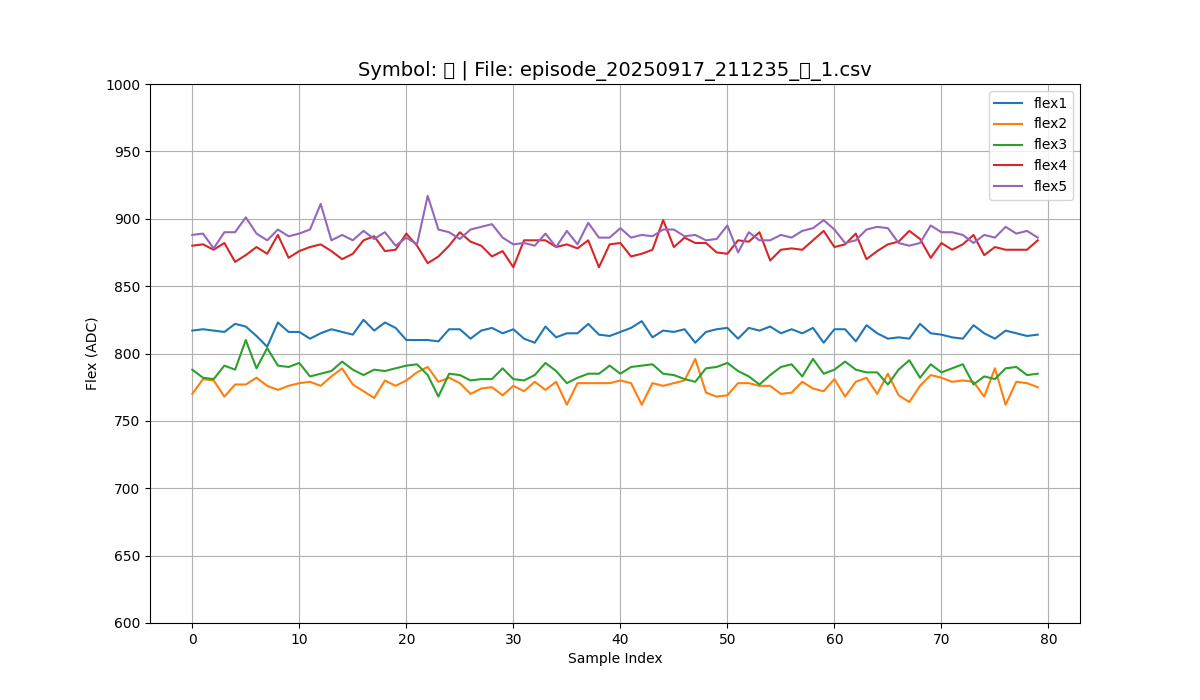 Symbol: ▯ | File: episode_20250917_211235_▯_1.csv
1000
950
900
850
800
750
700
650
600
Flex (ADC)
0 10 20 30 40 50 60 70 80
Sample Index
flex1
flex2
flex3
flex4
flex5